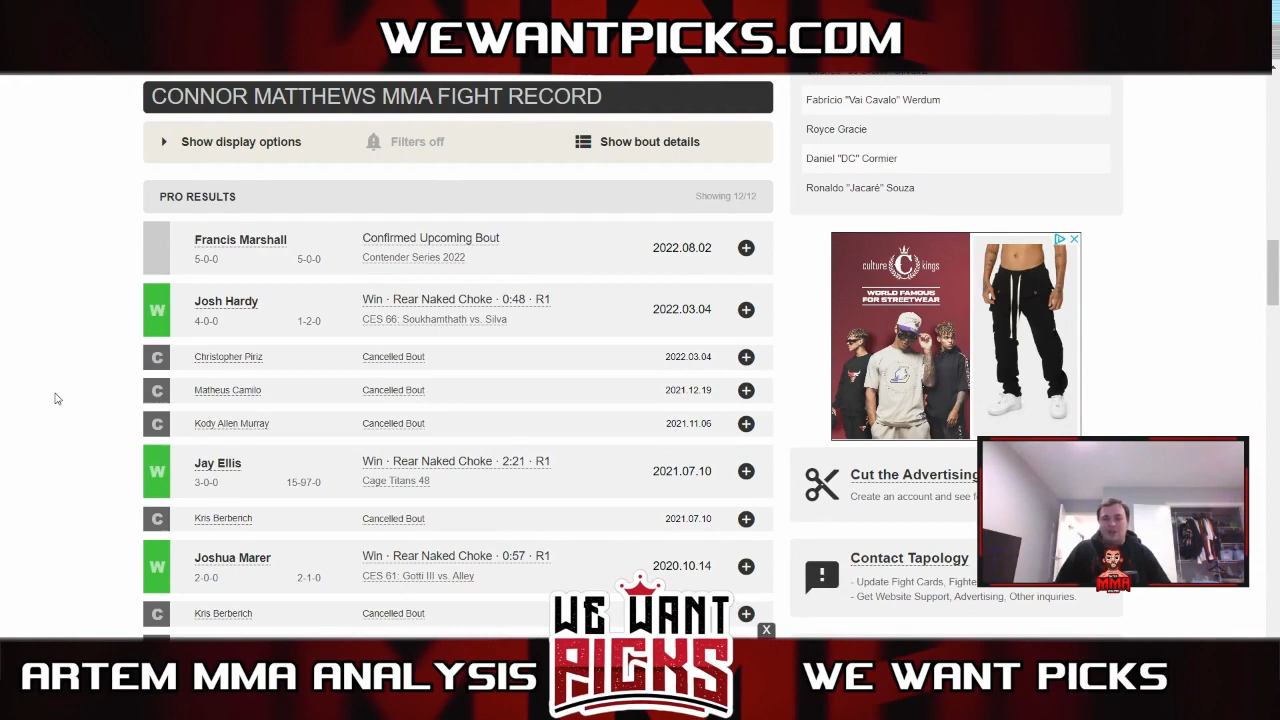 WEWANTPICKS.COM
CONNOR MATTHEWS MMA FIGHT RECORD
Show display options
Filters off
Show bout details
PRO RESULTS
Showing 12/12
Francis Marshall
Confirmed Upcoming Bout
2022.08.02
5-0-0
5-0-0
Contender Series 2022
W
Josh Hardy
Win · Rear Naked Choke · 0:48 · R1
2022.03.04
4-0-0
1-2-0
CES 66: Soukhamthath vs. Silva
C
Christopher Piriz
Cancelled Bout
2022.03.04
C
Matheus Camilo
Cancelled Bout
2021.12.19
C
Kody Allen Murray
Cancelled Bout
2021.11.06
W
Jay Ellis
Win · Rear Naked Choke · 2:21 · R1
2021.07.10
3-0-0
15-97-0
Cage Titans 48
C
Kris Berberich
Cancelled Bout
2021.07.10
W
Joshua Marer
Win · Rear Naked Choke · 0:57 · R1
2020.10.14
2-0-0
2-1-0
CES 61: Gotti III vs. Alley
C
Kris Berberich
Cancelled Bout
Fabrício "Vai Cavalo" Werdum
Royce Gracie
Daniel "DC" Cormier
Ronaldo "Jacaré" Souza
culture kings
WORLD FAMOUS
FOR STREETWEAR
Cut the Advertising
Create an account and see
Contact Tapology
- Update Fight Cards, Fighte
- Get Website Support, Advertising, Other inquiries.
MMA
X
WE WANT
PICKS
ARTEM MMA ANALYSIS
WE WANT PICKS